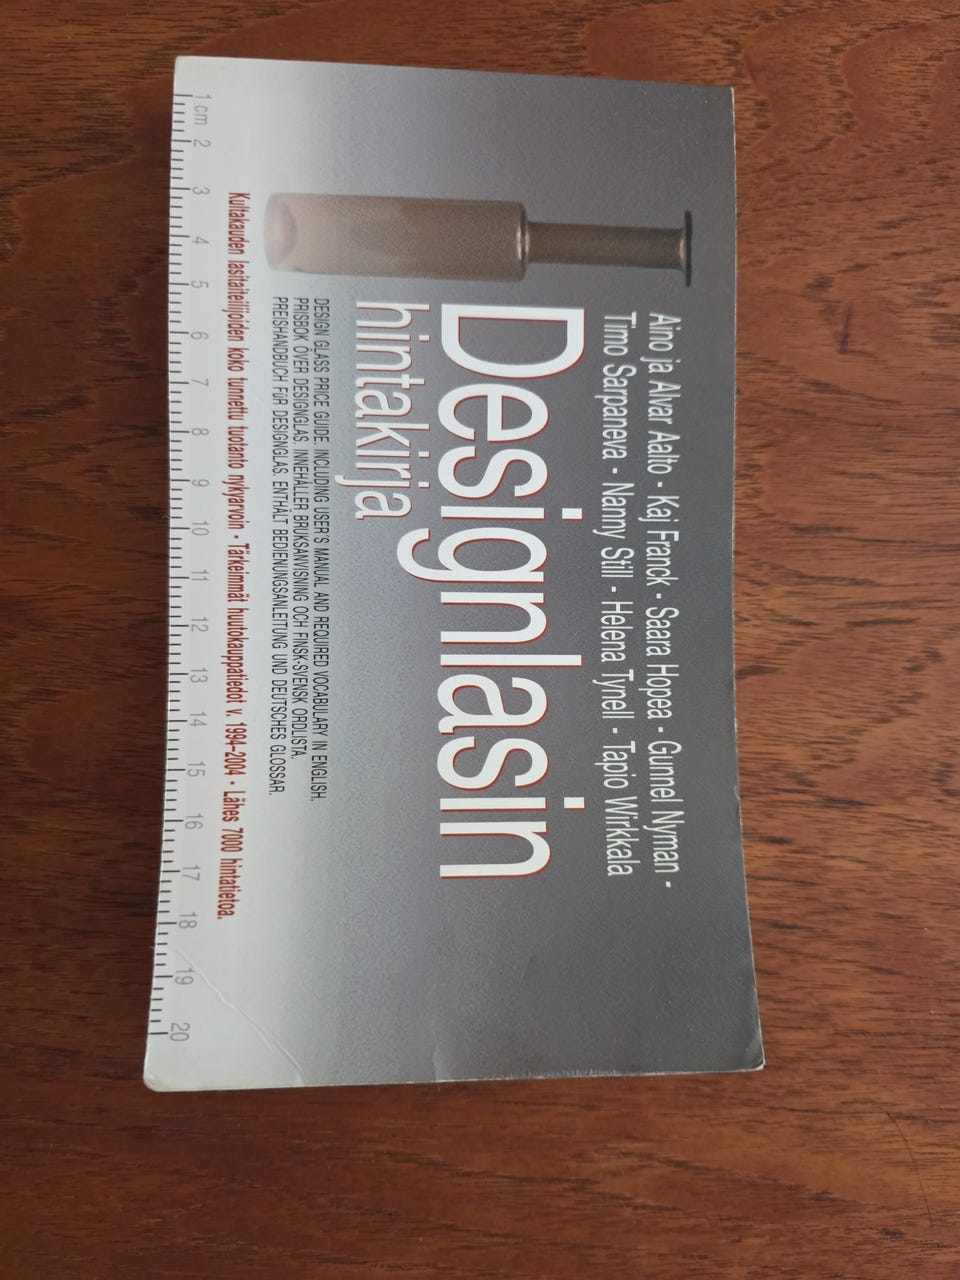 Aino ja Alvar Aalto - Kaj Franck - Saara Hopea - Gunnel Nyman -
Timo Sarpaneva - Nanny Still - Helena Tynell - Tapio Wirkkala
Designlasin
hintakirja
DESIGN GLASS PRICE GUIDE. INCLUDING USER'S MANUAL AND REQUIRED VOCABULARY IN ENGLISH.
PRISBOK ÖVER DESIGNGLAS. INNEHÅLLER BRUKSANVISNING OCH FINSK-SVENSK ORDLISTA.
PREISHANDBUCH FÜR DESIGNGLAS. ENTHÄLT BEDIENUNGSANLEITUNG UND DEUTSCHES GLOSSAR.
Kultakauden lasitaiteilijoiden koko tunnettu tuotanto nykyarvoin - Tärkeimmät huutokauppatiedot v. 1994–2004 - Lähes 7000 hintatietoa.
1 cm 2 3 4 5 6 7 8 9 10 11 12 13 14 15 16 17 18 19 20